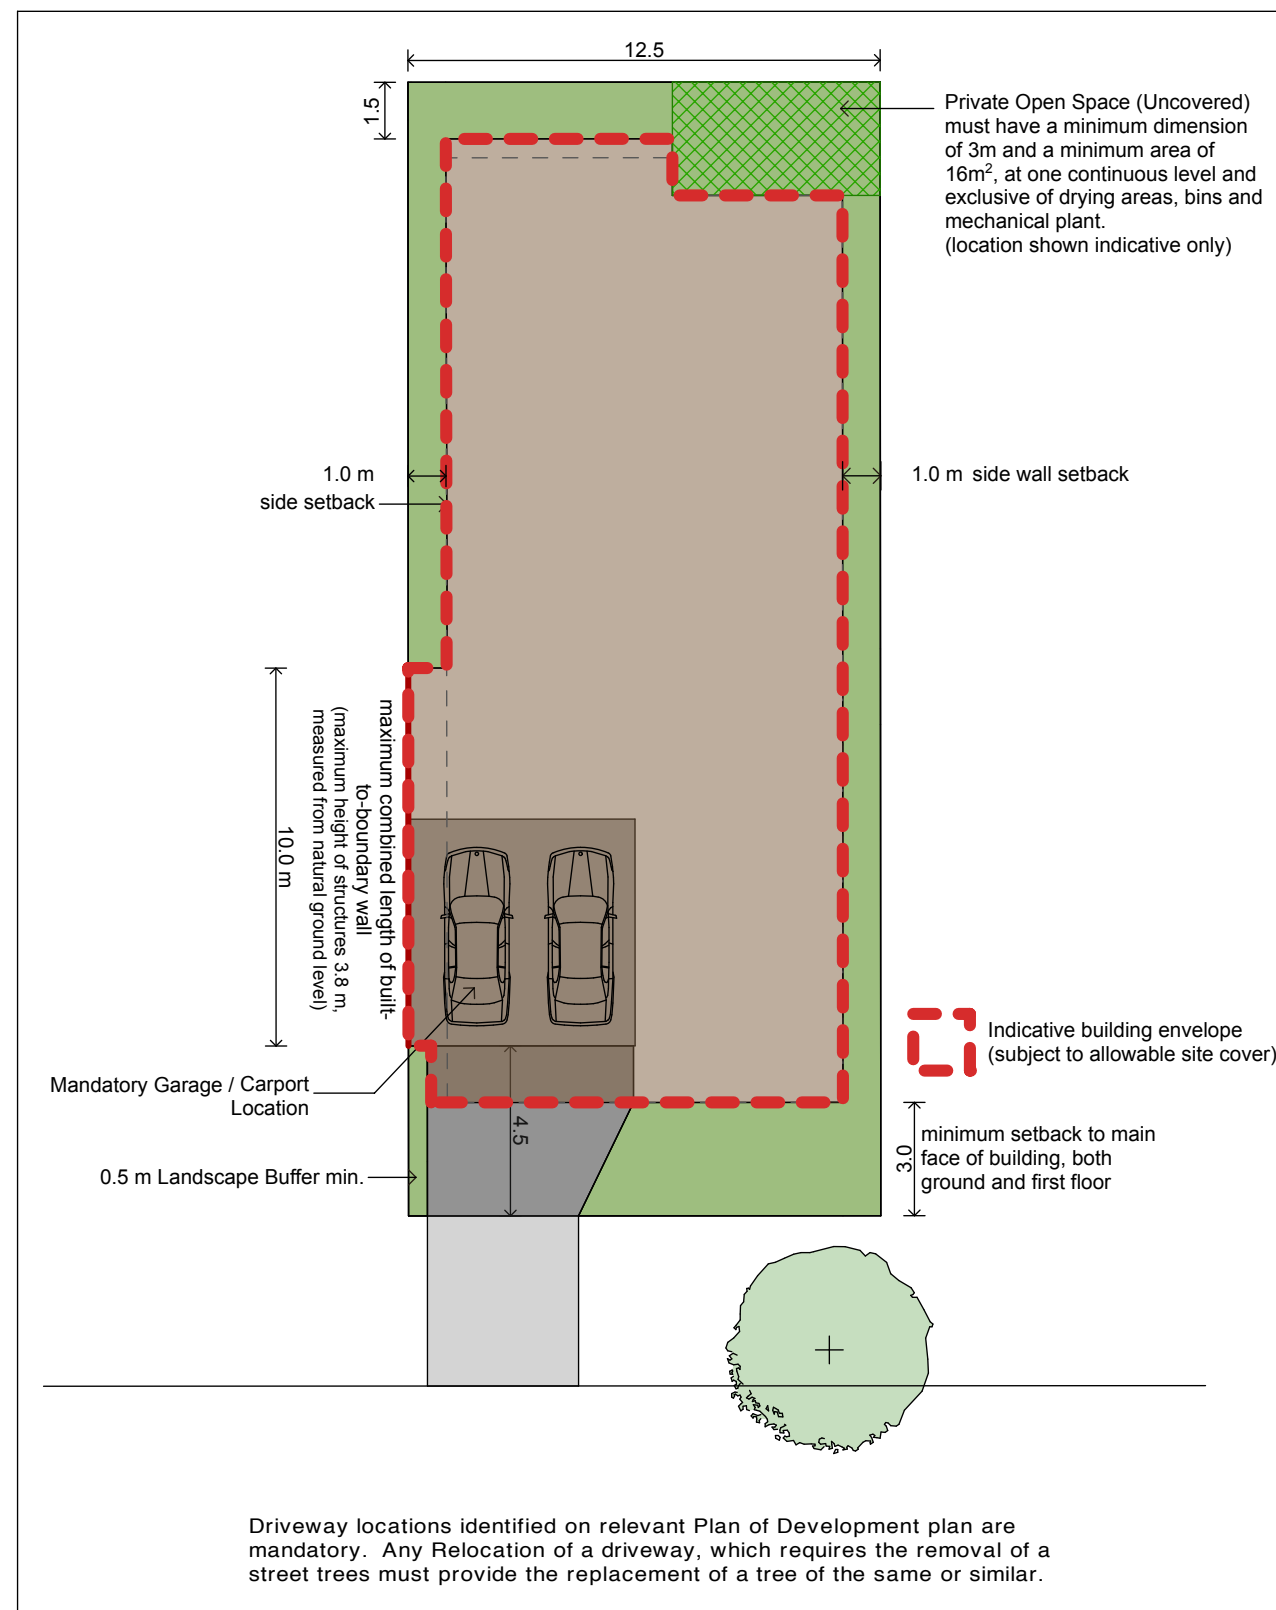 12.5
1.5
Private Open Space (Uncovered)
must have a minimum dimension
of 3m and a minimum area of
16m², at one continuous level and
exclusive of drying areas, bins and
mechanical plant.
(location shown indicative only)
1.0 m
side setback
1.0 m side wall setback
10.0 m
maximum combined length of built-
to-boundary wall
(maximum height of structures 3.8 m,
measured from natural ground level)
Mandatory Garage / Carport
Location
Indicative building envelope
(subject to allowable site cover)
4.5
0.5 m Landscape Buffer min.
3.0
minimum setback to main
face of building, both
ground and first floor
Driveway locations identified on relevant Plan of Development plan are
mandatory. Any Relocation of a driveway, which requires the removal of a
street trees must provide the replacement of a tree of the same or similar.